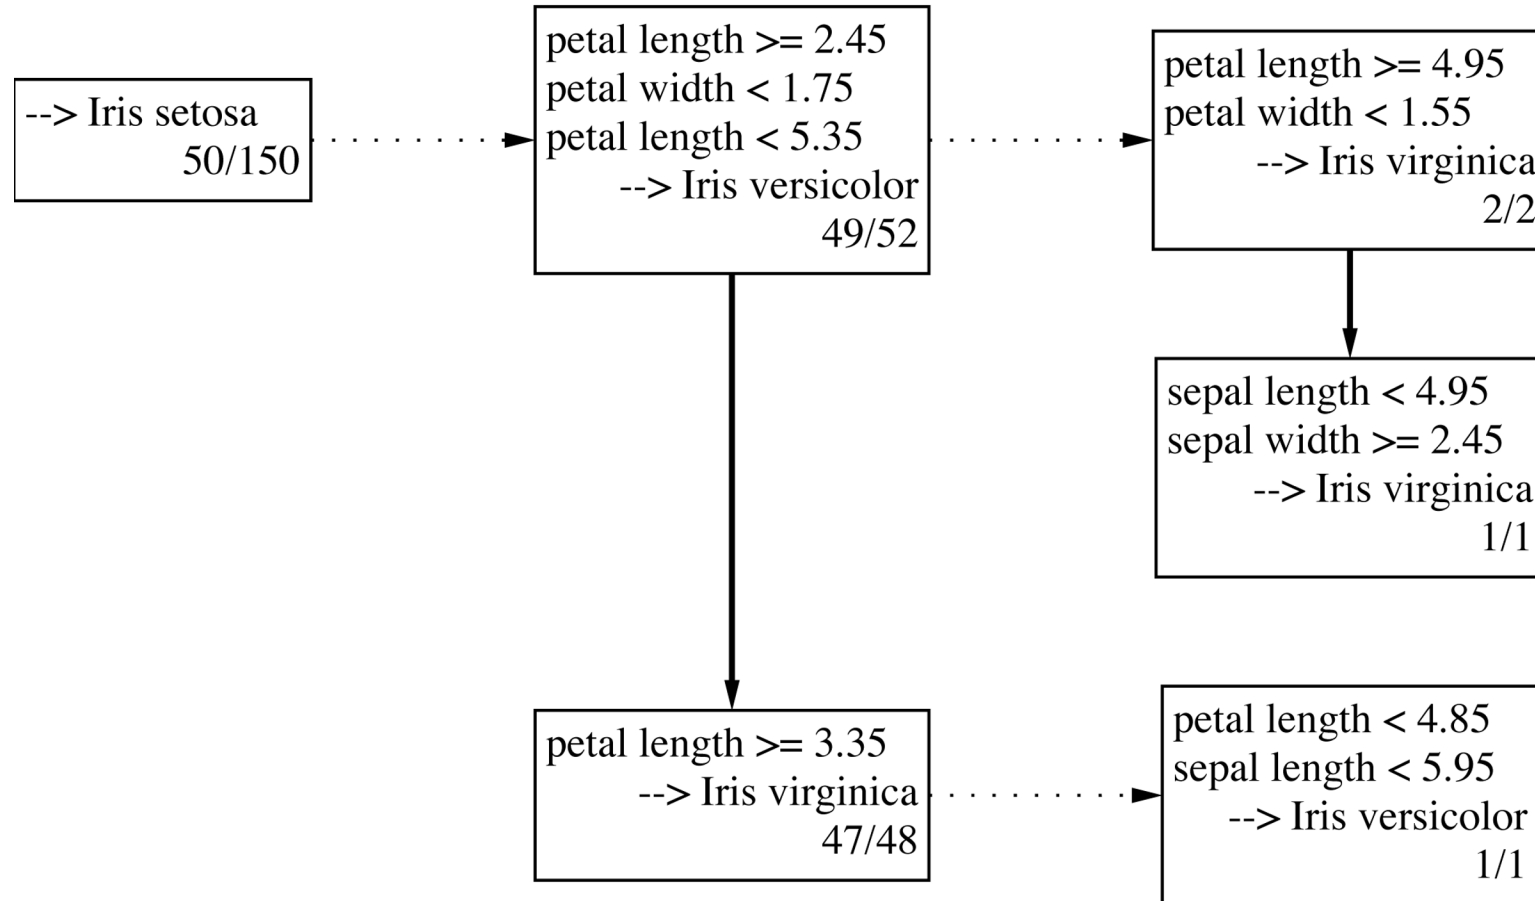 --> Iris setosa
50/150
petal length >= 2.45
petal width < 1.75
petal length < 5.35
--> Iris versicolor
49/52
petal length >= 4.95
petal width < 1.55
--> Iris virginica
2/2
sepal length < 4.95
sepal width >= 2.45
--> Iris virginica
1/1
petal length >= 3.35
--> Iris virginica
47/48
petal length < 4.85
sepal length < 5.95
--> Iris versicolor
1/1